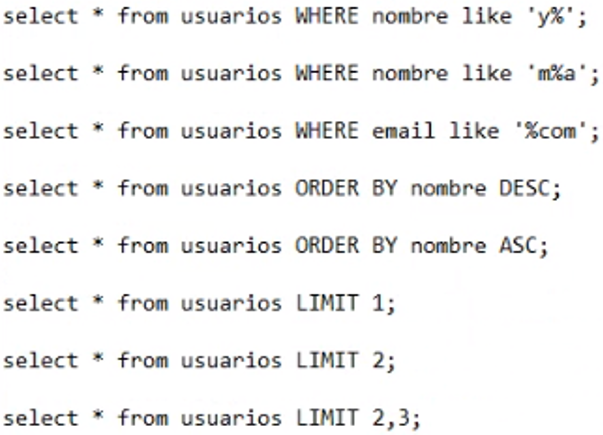 select * from usuarios WHERE nombre like 'y%';
select * from usuarios WHERE nombre like 'm%a';
select * from usuarios WHERE email like '%com';
select * from usuarios ORDER BY nombre DESC;
select * from usuarios ORDER BY nombre ASC;
select * from usuarios LIMIT 1;
select * from usuarios LIMIT 2;
select * from usuarios LIMIT 2,3;